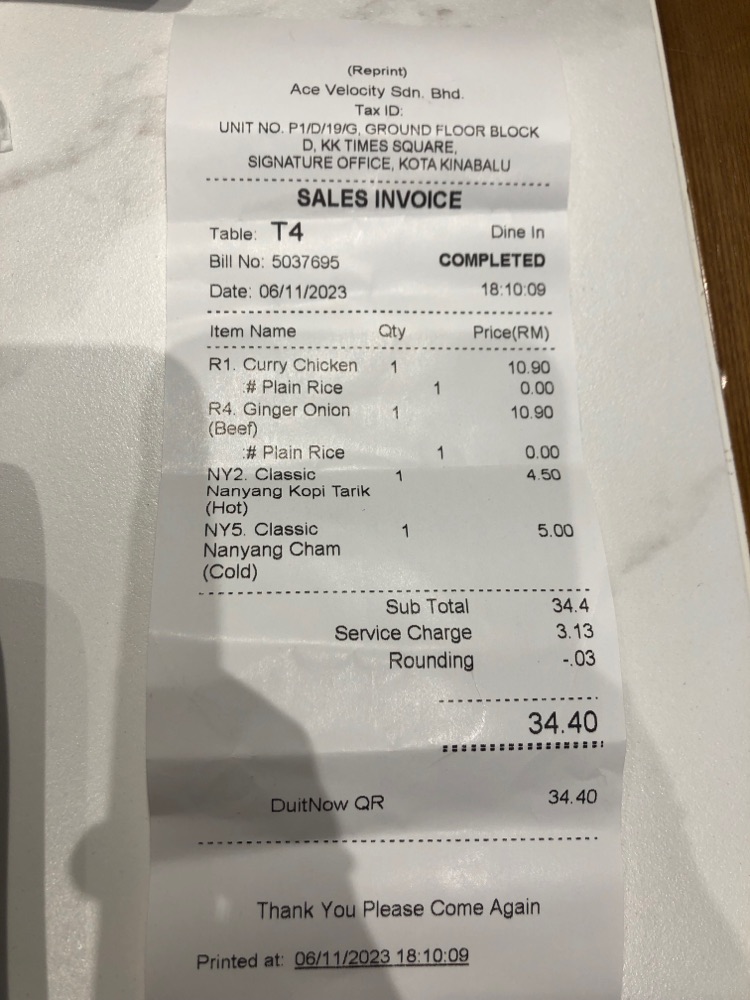 (Reprint)
Ace Velocity Sdn. Bhd.
Tax ID:
UNIT NO. P1/D/19/G, GROUND FLOOR BLOCK
D, KK TIMES SQUARE,
SIGNATURE OFFICE, KOTA KINABALU
SALES INVOICE
Table: T4 Dine In
Bill No: 5037695 COMPLETED
Date: 06/11/2023 18:10:09
Item Name Qty Price(RM)
R1. Curry Chicken 1 10.90
:# Plain Rice 1 0.00
R4. Ginger Onion 1 10.90
(Beef)
:# Plain Rice 1 0.00
NY2. Classic 1 4.50
Nanyang Kopi Tarik
(Hot)
NY5. Classic 1 5.00
Nanyang Cham
(Cold)
Sub Total 34.4
Service Charge 3.13
Rounding -.03
34.40
DuitNow QR 34.40
Thank You Please Come Again
Printed at: 06/11/2023 18:10:09